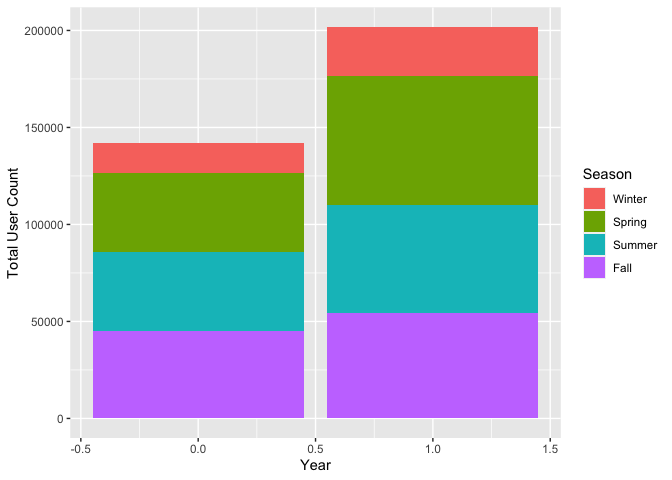 200000
150000
100000
50000
0
Total User Count
-0.5 0.0 0.5 1.0 1.5
Year
Season
Winter
Spring
Summer
Fall